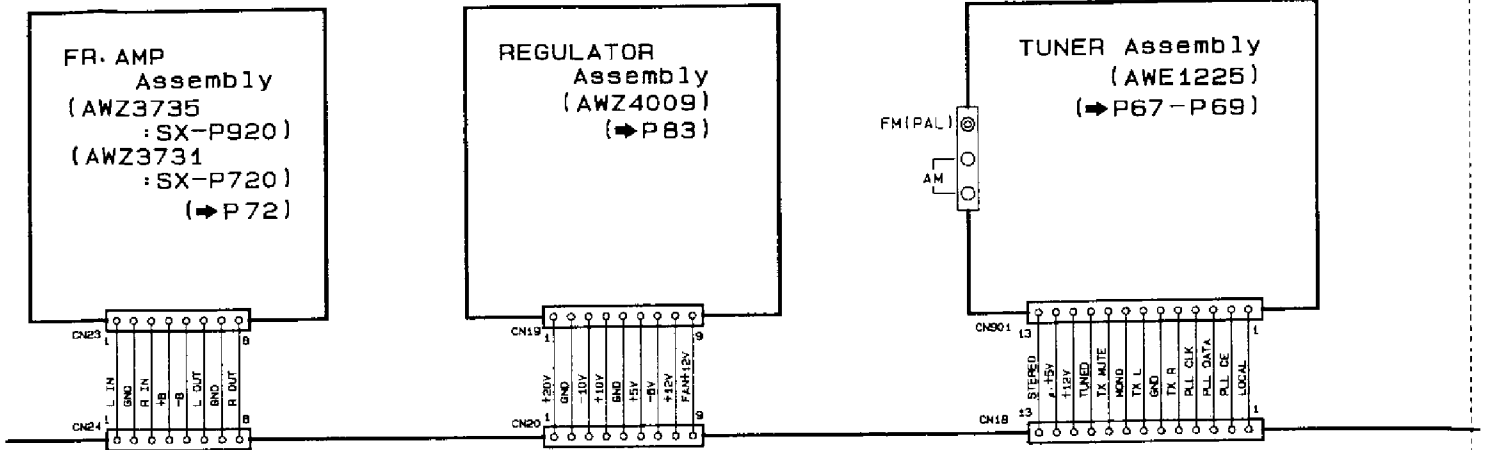 FR. AMP
Assembly
(AWZ3735
:SX-P920)
(AWZ3731
:SX-P720)
(➡P72)
CN23
1
8
L IN
GND
R IN
+B
-B
L OUT
GND
R OUT
1
8
CN24
REGULATOR
Assembly
(AWZ4009)
(➡P83)
CN19
1
9
+20V
GND
-10V
+10V
GND
+5V
+12V
FAN+12V
1
9
CN20
TUNER Assembly
(AWE1225)
(➡P67-P69)
FM(PAL)
AM
CN901
13
1
STEREO
+12V
TUNED
TX MUTE
MONO
TX L
GND
TX R
PLL CLK
PLL DATA
PLL CE
LOCAL
13
1
CN18